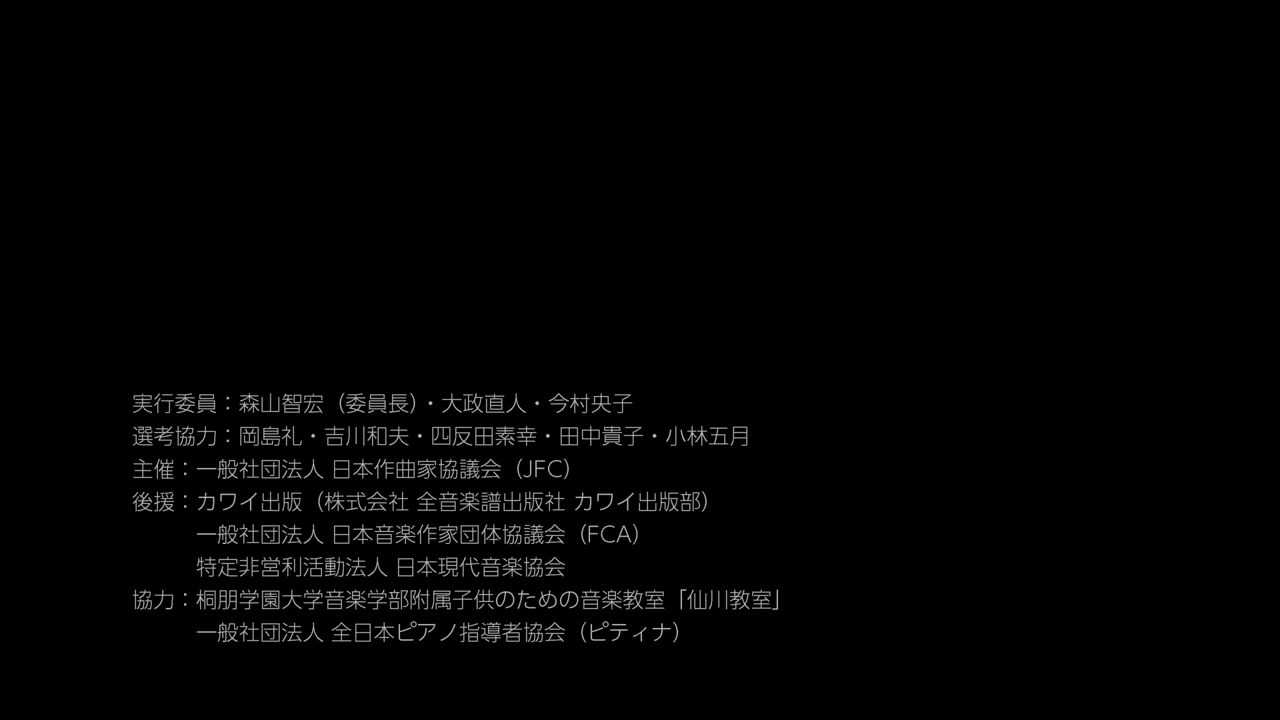 実行委員：森山智宏（委員長）・大政直人・今村央子
選考協力：岡島礼・吉川和夫・四反田素幸・田中貴子・小林五月
主催：一般社団法人 日本作曲家協議会（JFC）
後援：カワイ出版（株式会社 全音楽譜出版社 カワイ出版部）
一般社団法人 日本音楽作家団体協議会（FCA）
特定非営利活動法人 日本現代音楽協会
協力：桐朋学園大学音楽学部附属子供のための音楽教室「仙川教室」
一般社団法人 全日本ピアノ指導者協会（ピティナ）